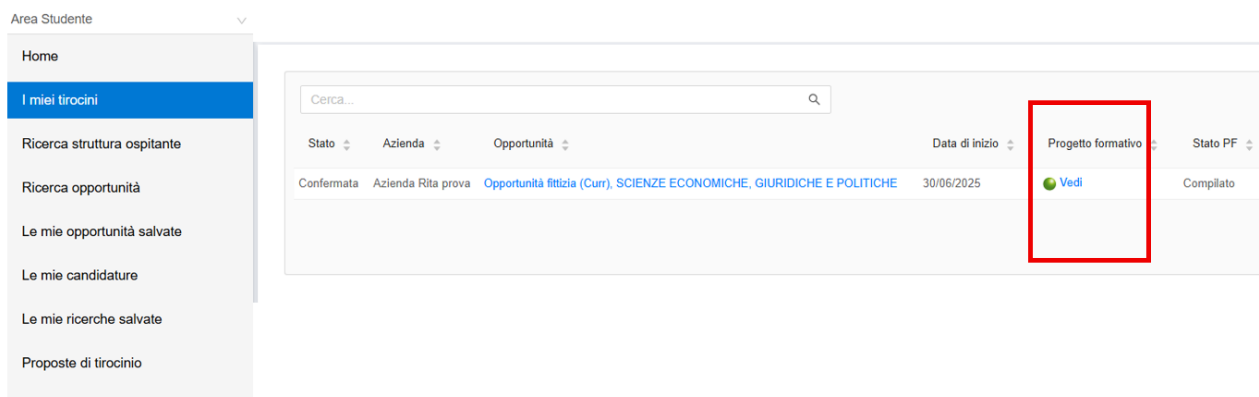 Area Studente
Home
I miei tirocini
Ricerca struttura ospitante
Ricerca opportunità
Le mie opportunità salvate
Le mie candidature
Le mie ricerche salvate
Proposte di tirocinio
Cerca...
Stato Azienda Opportunità Data di inizio Progetto formativo Stato PF
Confermata Azienda Rita prova Opportunità fittizia (Curr), SCIENZE ECONOMICHE, GIURIDICHE E POLITICHE 30/06/2025 Vedi Compilato